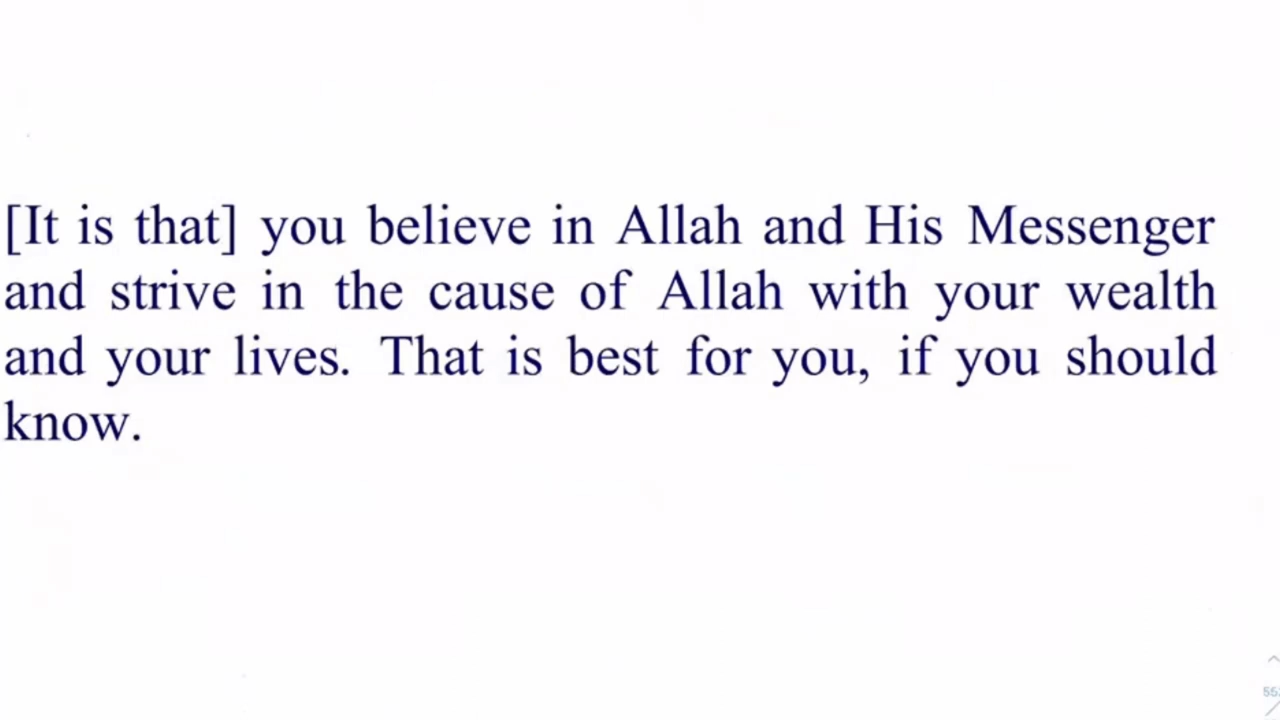 [It is that] you believe in Allah and His Messenger
and strive in the cause of Allah with your wealth
and your lives. That is best for you, if you should
know.